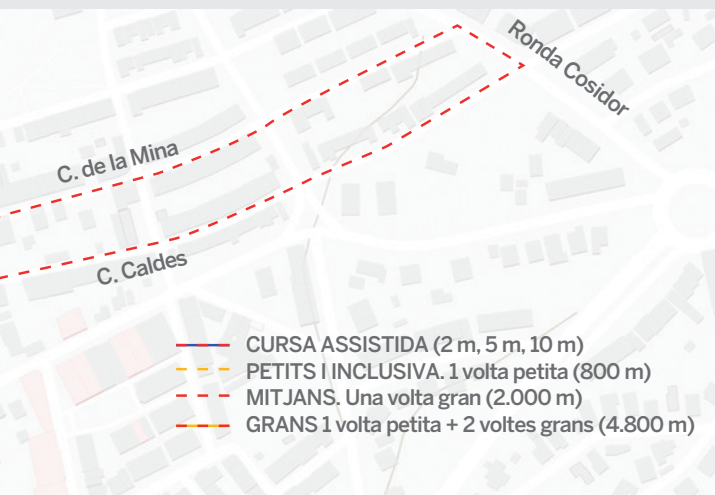 Ronda Cosidor
C. de la Mina
C. Caldes
CURSA ASSISTIDA (2 m, 5 m, 10 m)
PETITS I INCLUSIVA. 1 volta petita (800 m)
MITJANS. Una volta gran (2.000 m)
GRANS 1 volta petita + 2 voltes grans (4.800 m)